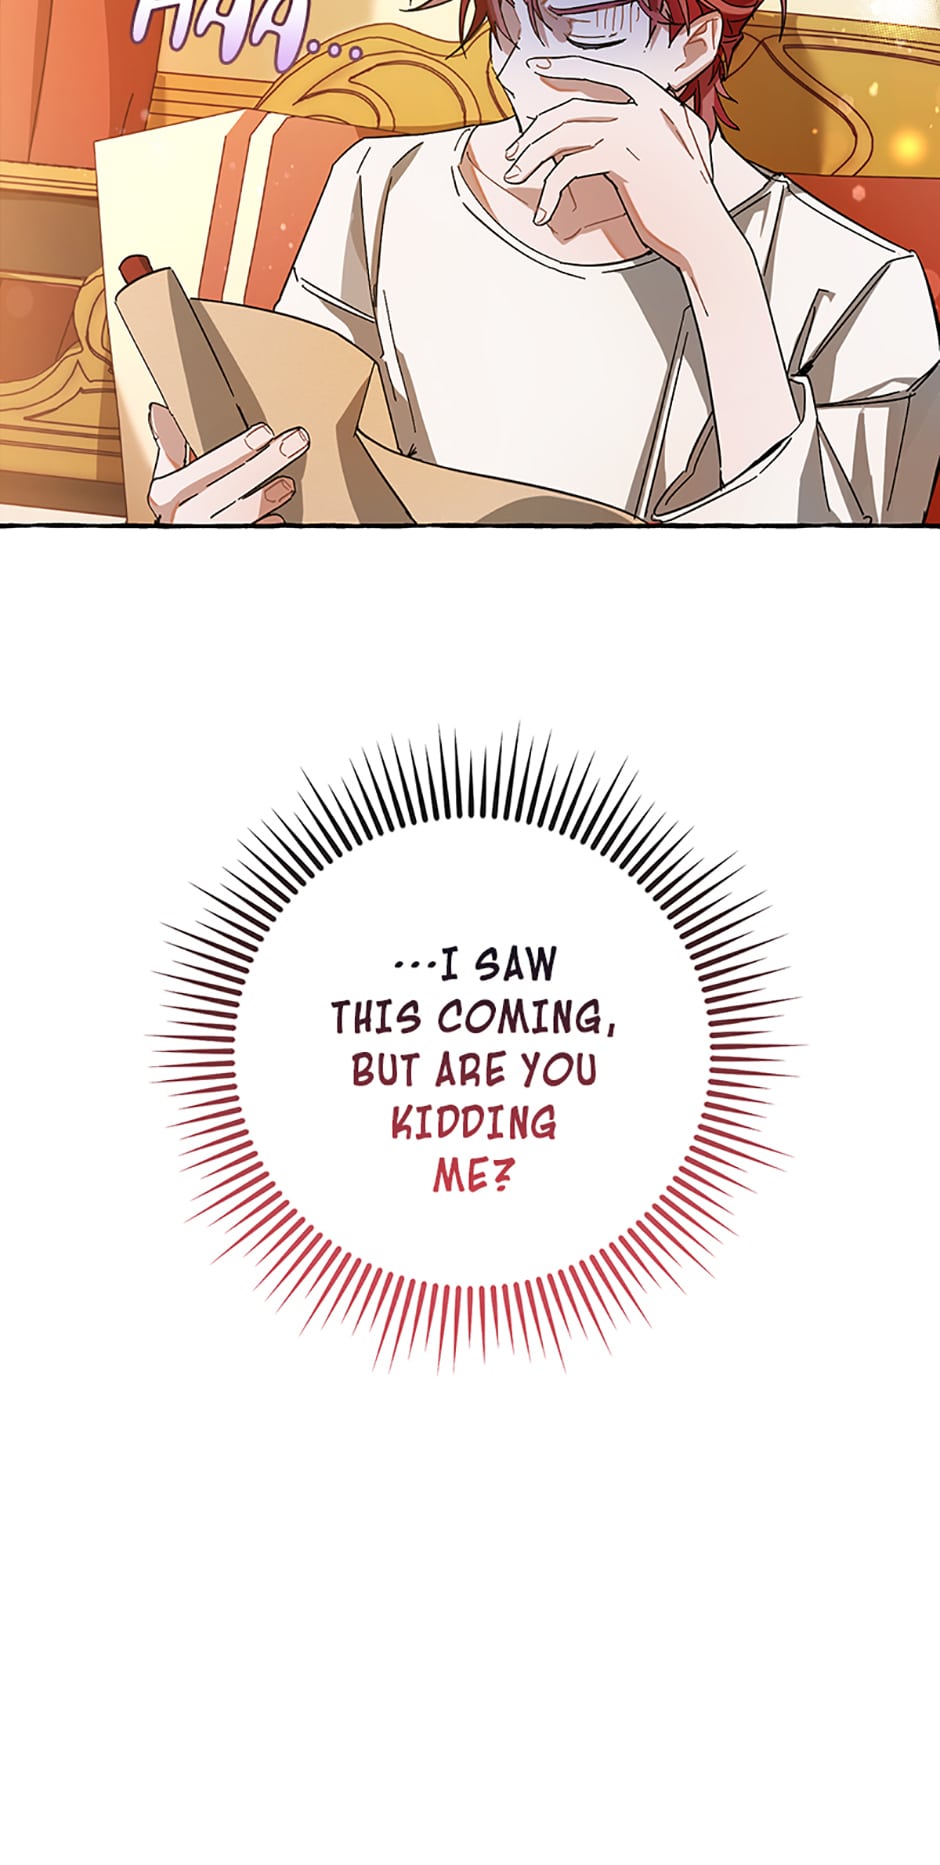 HAA...
...I SAW
THIS COMING,
BUT ARE YOU
KIDDING
ME?